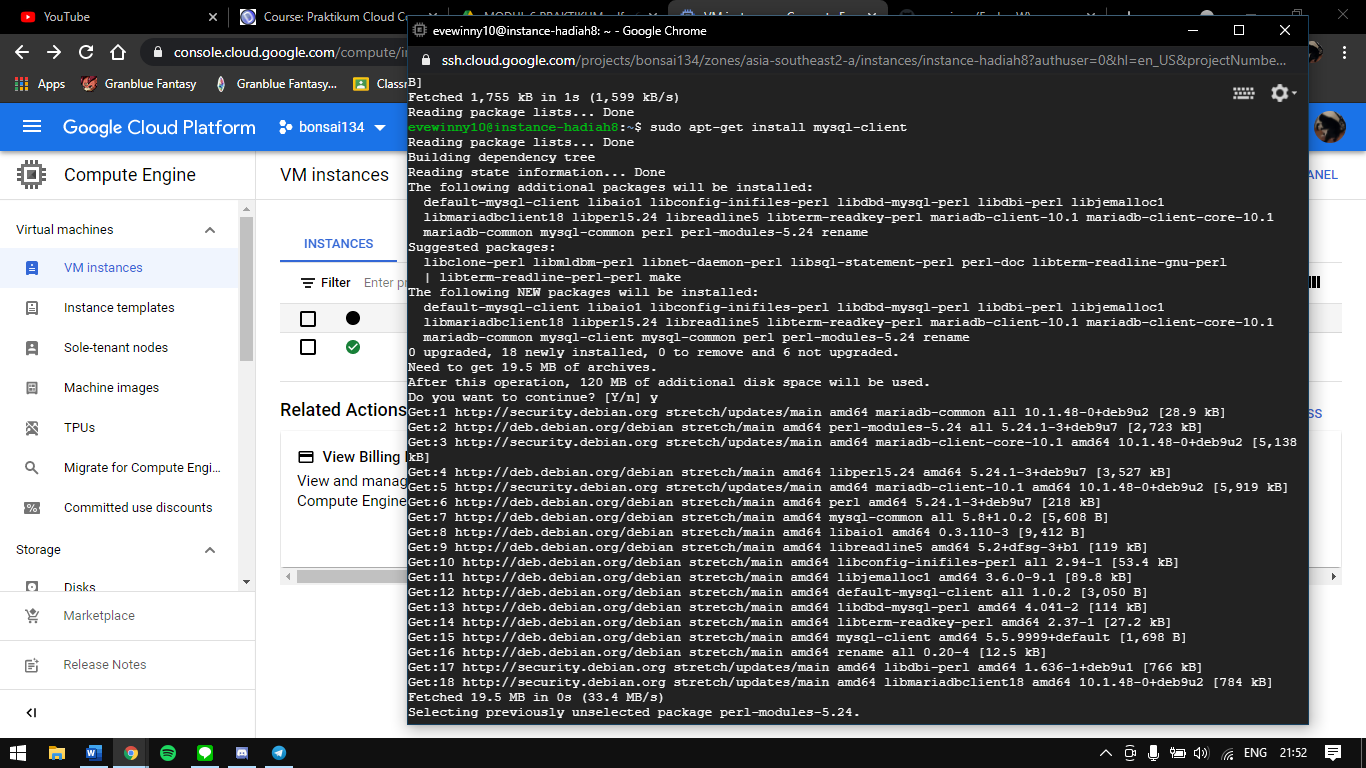 YouTube
Course: Praktikum Cloud C
evewinny10@instance-hadiah8: ~ - Google Chrome
console.cloud.google.com/compute/in
ssh.cloud.google.com/projects/bonsai134/zones/asia-southeast2-a/instances/instance-hadiah8?authuser=0&hl=en_US&projectNumbe...
Apps
Granblue Fantasy
Granblue Fantasy...
Classr
Google Cloud Platform
bonsai134
Compute Engine
VM instances
Virtual machines
VM instances
Instance templates
Sole-tenant nodes
Machine images
TPUs
Migrate for Compute Engi...
Committed use discounts
Storage
Disks
Marketplace
Release Notes
INSTANCES
Filter
Enter pr
Related Actions
View Billing
View and manag
Compute Engine
ANEL
SS
B]
Fetched 1,755 kB in 1s (1,599 kB/s)
Reading package lists... Done
evewinny10@instance-hadiah8:~$ sudo apt-get install mysql-client
Reading package lists... Done
Building dependency tree
Reading state information... Done
The following additional packages will be installed:
default-mysql-client libaio1 libconfig-inifiles-perl libdbd-mysql-perl libdbi-perl libjemalloc1
libmariadbclient18 libperl5.24 libreadline5 libterm-readkey-perl mariadb-client-10.1 mariadb-client-core-10.1
mariadb-common mysql-common perl perl-modules-5.24 rename
Suggested packages:
libclone-perl libmldbm-perl libnet-daemon-perl libsql-statement-perl perl-doc libterm-readline-gnu-perl
| libterm-readline-perl-perl make
The following NEW packages will be installed:
default-mysql-client libaio1 libconfig-inifiles-perl libdbd-mysql-perl libdbi-perl libjemalloc1
libmariadbclient18 libperl5.24 libreadline5 libterm-readkey-perl mariadb-client-10.1 mariadb-client-core-10.1
mariadb-common mysql-client mysql-common perl perl-modules-5.24 rename
0 upgraded, 18 newly installed, 0 to remove and 6 not upgraded.
Need to get 19.5 MB of archives.
After this operation, 120 MB of additional disk space will be used.
Do you want to continue? [Y/n] y
Get:1 http://security.debian.org stretch/updates/main amd64 mariadb-common all 10.1.48-0+deb9u2 [28.9 kB]
Get:2 http://deb.debian.org/debian stretch/main amd64 perl-modules-5.24 all 5.24.1-3+deb9u7 [2,723 kB]
Get:3 http://security.debian.org stretch/updates/main amd64 mariadb-client-core-10.1 amd64 10.1.48-0+deb9u2 [5,138
kB]
Get:4 http://deb.debian.org/debian stretch/main amd64 libperl5.24 amd64 5.24.1-3+deb9u7 [3,527 kB]
Get:5 http://security.debian.org stretch/updates/main amd64 mariadb-client-10.1 amd64 10.1.48-0+deb9u2 [5,919 kB]
Get:6 http://deb.debian.org/debian stretch/main amd64 perl amd64 5.24.1-3+deb9u7 [218 kB]
Get:7 http://deb.debian.org/debian stretch/main amd64 mysql-common all 5.8+1.0.2 [5,608 B]
Get:8 http://deb.debian.org/debian stretch/main amd64 libaio1 amd64 0.3.110-3 [9,412 B]
Get:9 http://deb.debian.org/debian stretch/main amd64 libreadline5 amd64 5.2+dfsg-3+b1 [119 kB]
Get:10 http://deb.debian.org/debian stretch/main amd64 libconfig-inifiles-perl all 2.94-1 [53.4 kB]
Get:11 http://deb.debian.org/debian stretch/main amd64 libjemalloc1 amd64 3.6.0-9.1 [89.8 kB]
Get:12 http://deb.debian.org/debian stretch/main amd64 default-mysql-client all 1.0.2 [3,050 B]
Get:13 http://deb.debian.org/debian stretch/main amd64 libdbd-mysql-perl amd64 4.041-2 [114 kB]
Get:14 http://deb.debian.org/debian stretch/main amd64 libterm-readkey-perl amd64 2.37-1 [27.2 kB]
Get:15 http://deb.debian.org/debian stretch/main amd64 mysql-client amd64 5.5.9999+default [1,698 B]
Get:16 http://deb.debian.org/debian stretch/main amd64 rename all 0.20-4 [12.5 kB]
Get:17 http://security.debian.org stretch/updates/main amd64 libdbi-perl amd64 1.636-1+deb9u1 [766 kB]
Get:18 http://security.debian.org stretch/updates/main amd64 libmariadbclient18 amd64 10.1.48-0+deb9u2 [784 kB]
Fetched 19.5 MB in 0s (33.4 MB/s)
Selecting previously unselected package perl-modules-5.24.
ENG
21:52